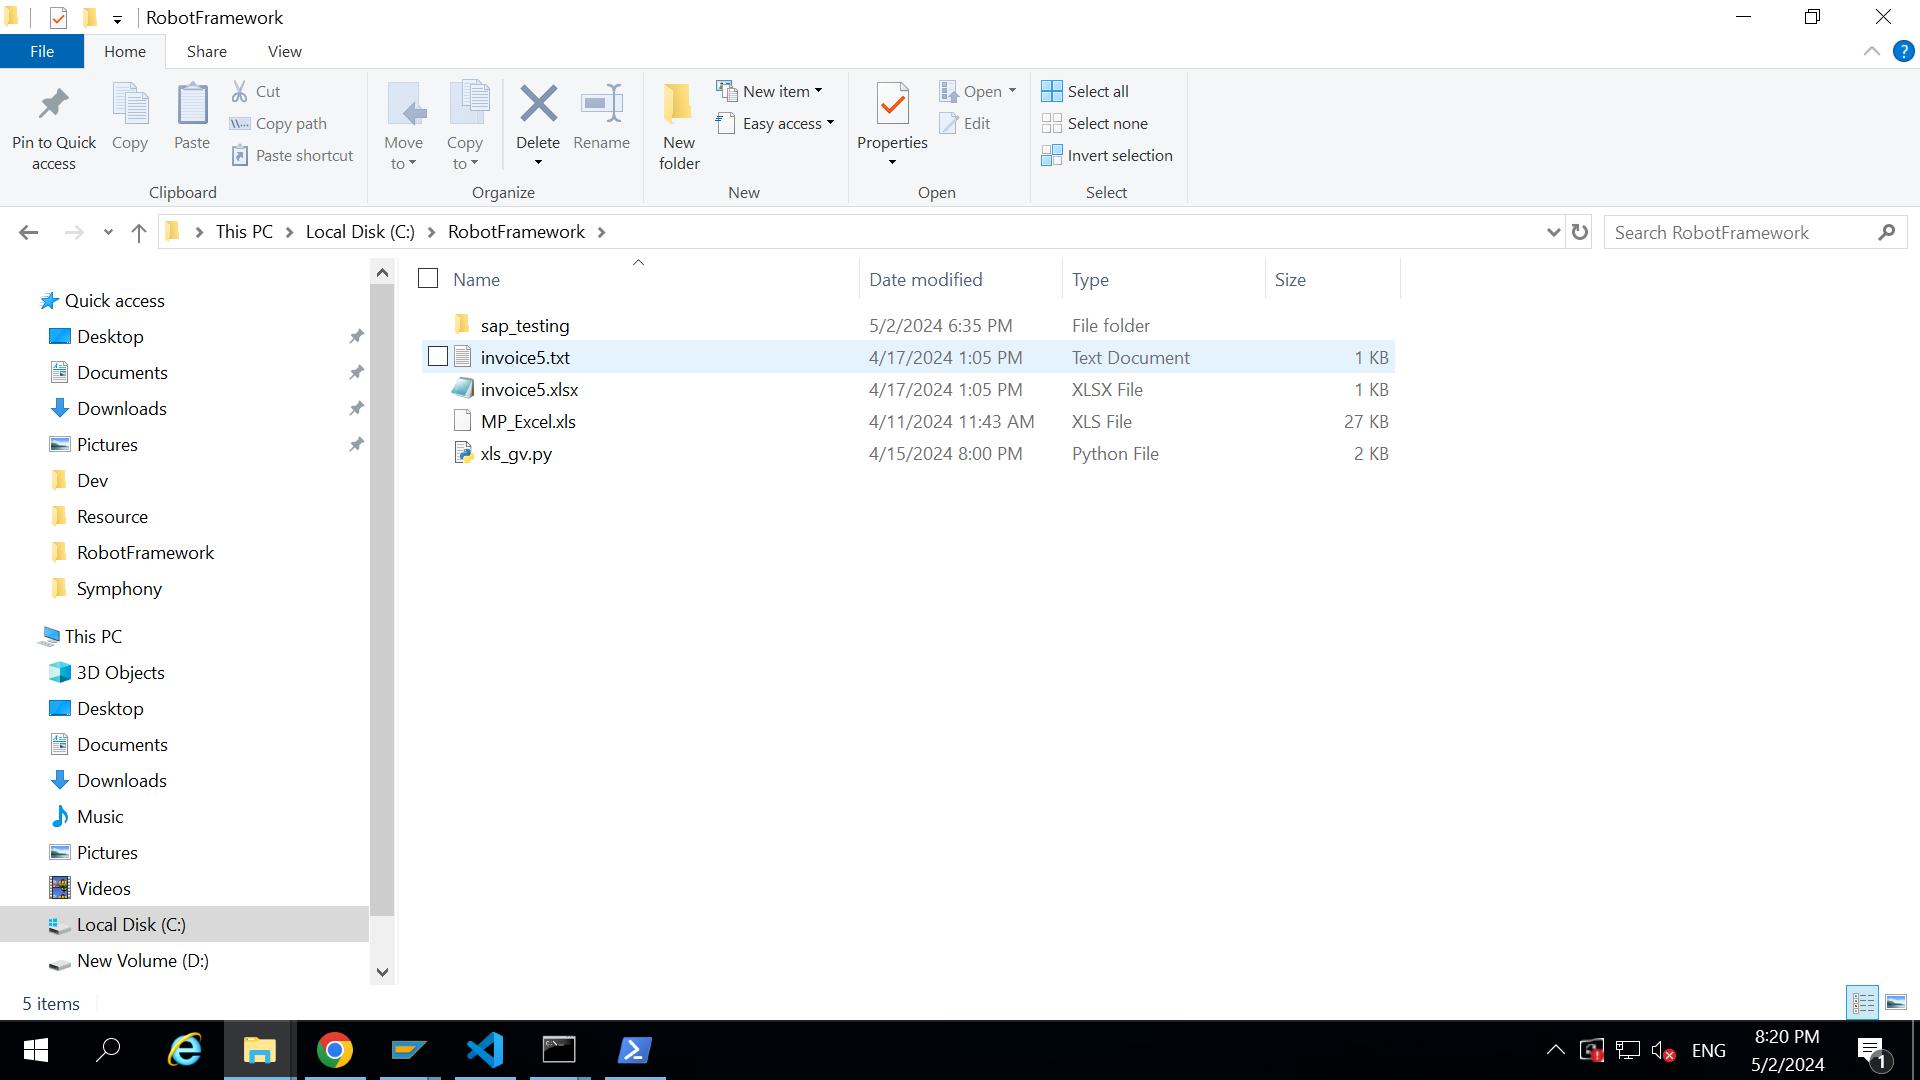 RobotFramework
File
Home
Share
View
Pin to Quick access
Copy
Paste
Cut
Copy path
Paste shortcut
Clipboard
Move to
Copy to
Delete
Rename
Organize
New folder
New item
Easy access
New
Properties
Open
Edit
Open
Select all
Select none
Invert selection
Select
This PC
Local Disk (C:)
RobotFramework
Search RobotFramework
Quick access
Desktop
Documents
Downloads
Pictures
Dev
Resource
RobotFramework
Symphony
This PC
3D Objects
Desktop
Documents
Downloads
Music
Pictures
Videos
Local Disk (C:)
New Volume (D:)
Name Date modified Type Size
sap_testing 5/2/2024 6:35 PM File folder
invoice5.txt 4/17/2024 1:05 PM Text Document 1 KB
invoice5.xlsx 4/17/2024 1:05 PM XLSX File 1 KB
MP_Excel.xls 4/11/2024 11:43 AM XLS File 27 KB
xls_gv.py 4/15/2024 8:00 PM Python File 2 KB
5 items
ENG
8:20 PM
5/2/2024
1